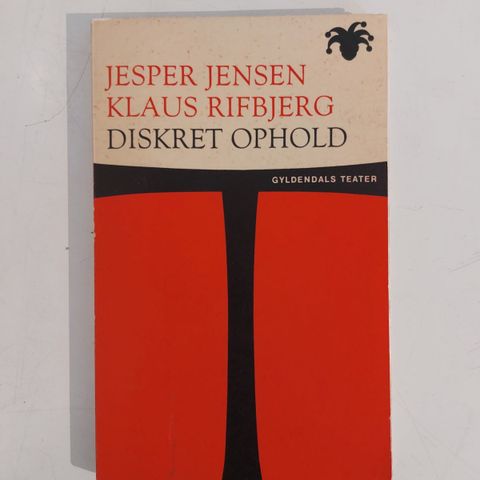 JESPER JENSEN
KLAUS RIFBJERG
DISKRET OPHOLD
GYLDENDALS TEATER